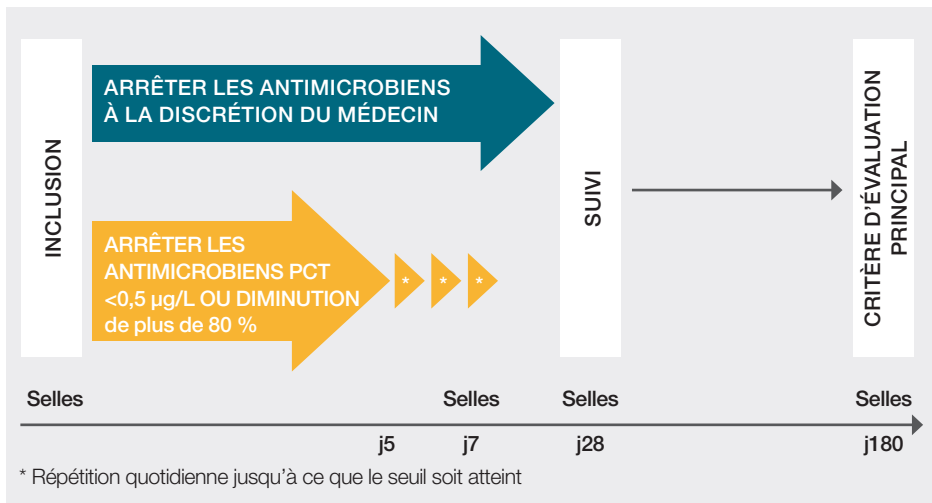 INCLUSION
ARRÊTER LES ANTIMICROBIENS
À LA DISCRÉTION DU MÉDECIN
ARRÊTER LES
ANTIMICROBIENS PCT
<0,5 µg/L OU DIMINUTION
de plus de 80 %
* * *
SUIVI
CRITÈRE D'ÉVALUATION
PRINCIPAL
Selles Selles Selles Selles
j5 j7 j28 j180
* Répétition quotidienne jusqu'à ce que le seuil soit atteint